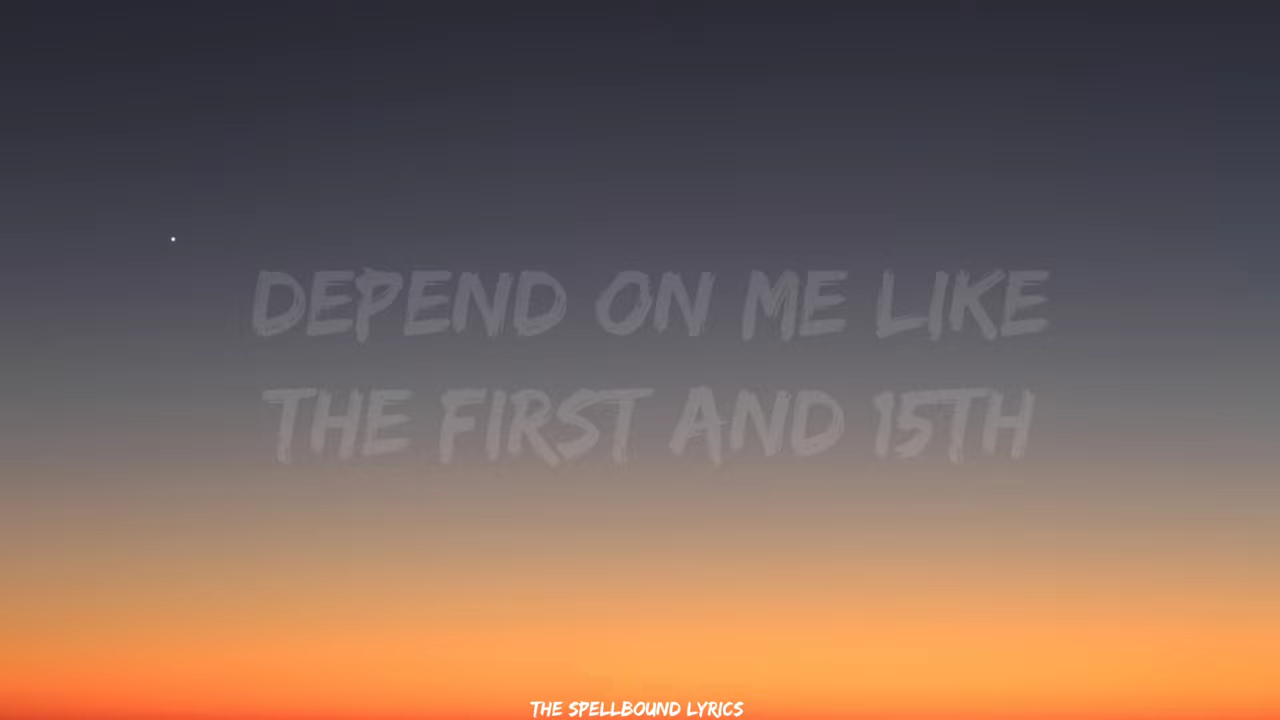 DEPEND ON ME LIKE
THE FIRST AND 15TH
THE SPELLBOUND LYRICS